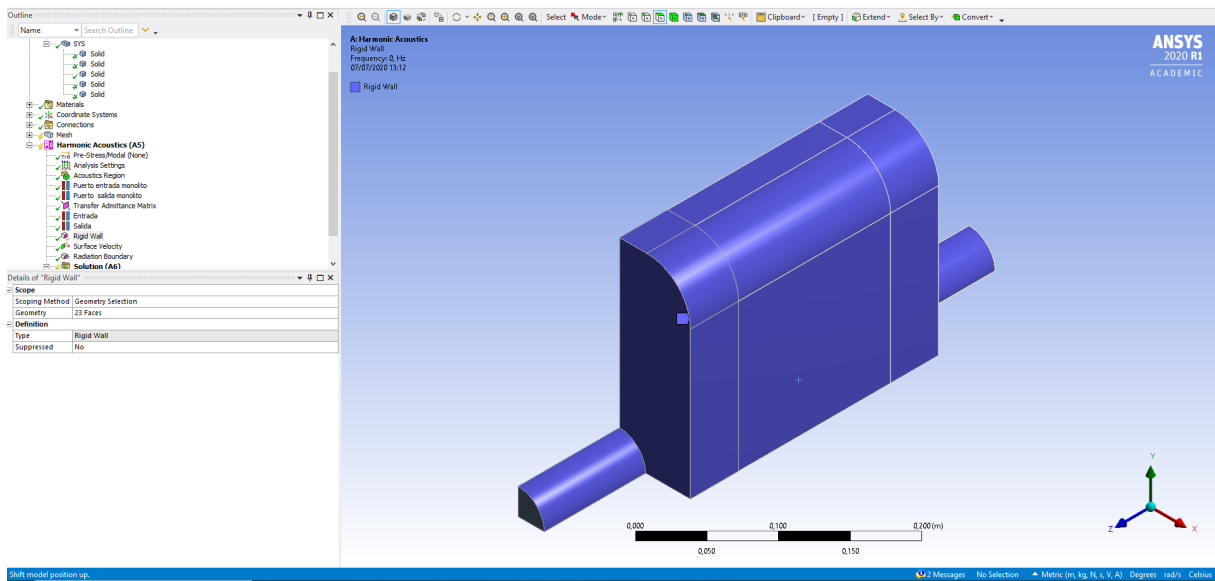 Outline
Name
Search Outline
SYS
Solid
Solid
Solid
Solid
Solid
Materials
Coordinate Systems
Connections
Mesh
Harmonic Acoustics (A5)
Pre-Stress/Modal (None)
Analysis Settings
Acoustics Region
Puerto entrada monolito
Puerto salida monolito
Transfer Admittance Matrix
Entrada
Salida
Rigid Wall
Surface Velocity
Radiation Boundary
Solution (A6)
Details of "Rigid Wall"
Scope
Scoping Method Geometry Selection
Geometry 23 Faces
Definition
Type Rigid Wall
Suppressed No
Select Mode Clipboard [ Empty ] Extend Select By Convert
A: Harmonic Acoustics
Rigid Wall
Frequency: 0, Hz
07/07/2020 13:12
Rigid Wall
ANSYS
2020 R1
ACADEMIC
0,000 0,100 0,200 (m)
0,050 0,150
Y
Z X
Shift model position up. 2 Messages No Selection Metric (m, kg, N, s, V, A) Degrees rad/s Celsius